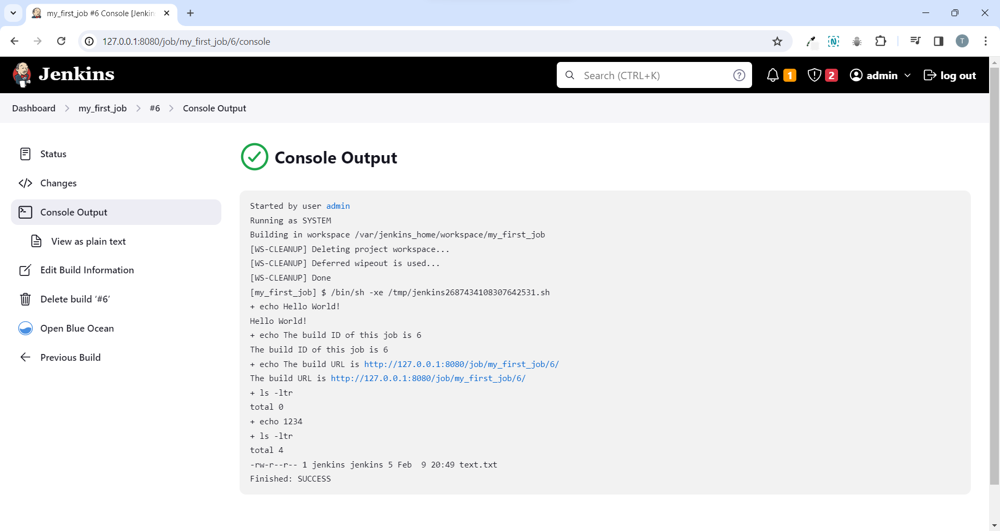 my_first_job #6 Console [Jenkin
127.0.0.1:8080/job/my_first_job/6/console
T
Jenkins
Search (CTRL+K)
?
1
2
admin
log out
Dashboard > my_first_job > #6 > Console Output
Status
Changes
Console Output
View as plain text
Edit Build Information
Delete build ‘#6’
Open Blue Ocean
Previous Build
Console Output
Started by user admin
Running as SYSTEM
Building in workspace /var/jenkins_home/workspace/my_first_job
[WS-CLEANUP] Deleting project workspace...
[WS-CLEANUP] Deferred wipeout is used...
[WS-CLEANUP] Done
[my_first_job] $ /bin/sh -xe /tmp/jenkins2687434108307642531.sh
+ echo Hello World!
Hello World!
+ echo The build ID of this job is 6
The build ID of this job is 6
+ echo The build URL is http://127.0.0.1:8080/job/my_first_job/6/
The build URL is http://127.0.0.1:8080/job/my_first_job/6/
+ ls -ltr
total 0
+ echo 1234
+ ls -ltr
total 4
-rw-r--r-- 1 jenkins jenkins 5 Feb  9 20:49 text.txt
Finished: SUCCESS